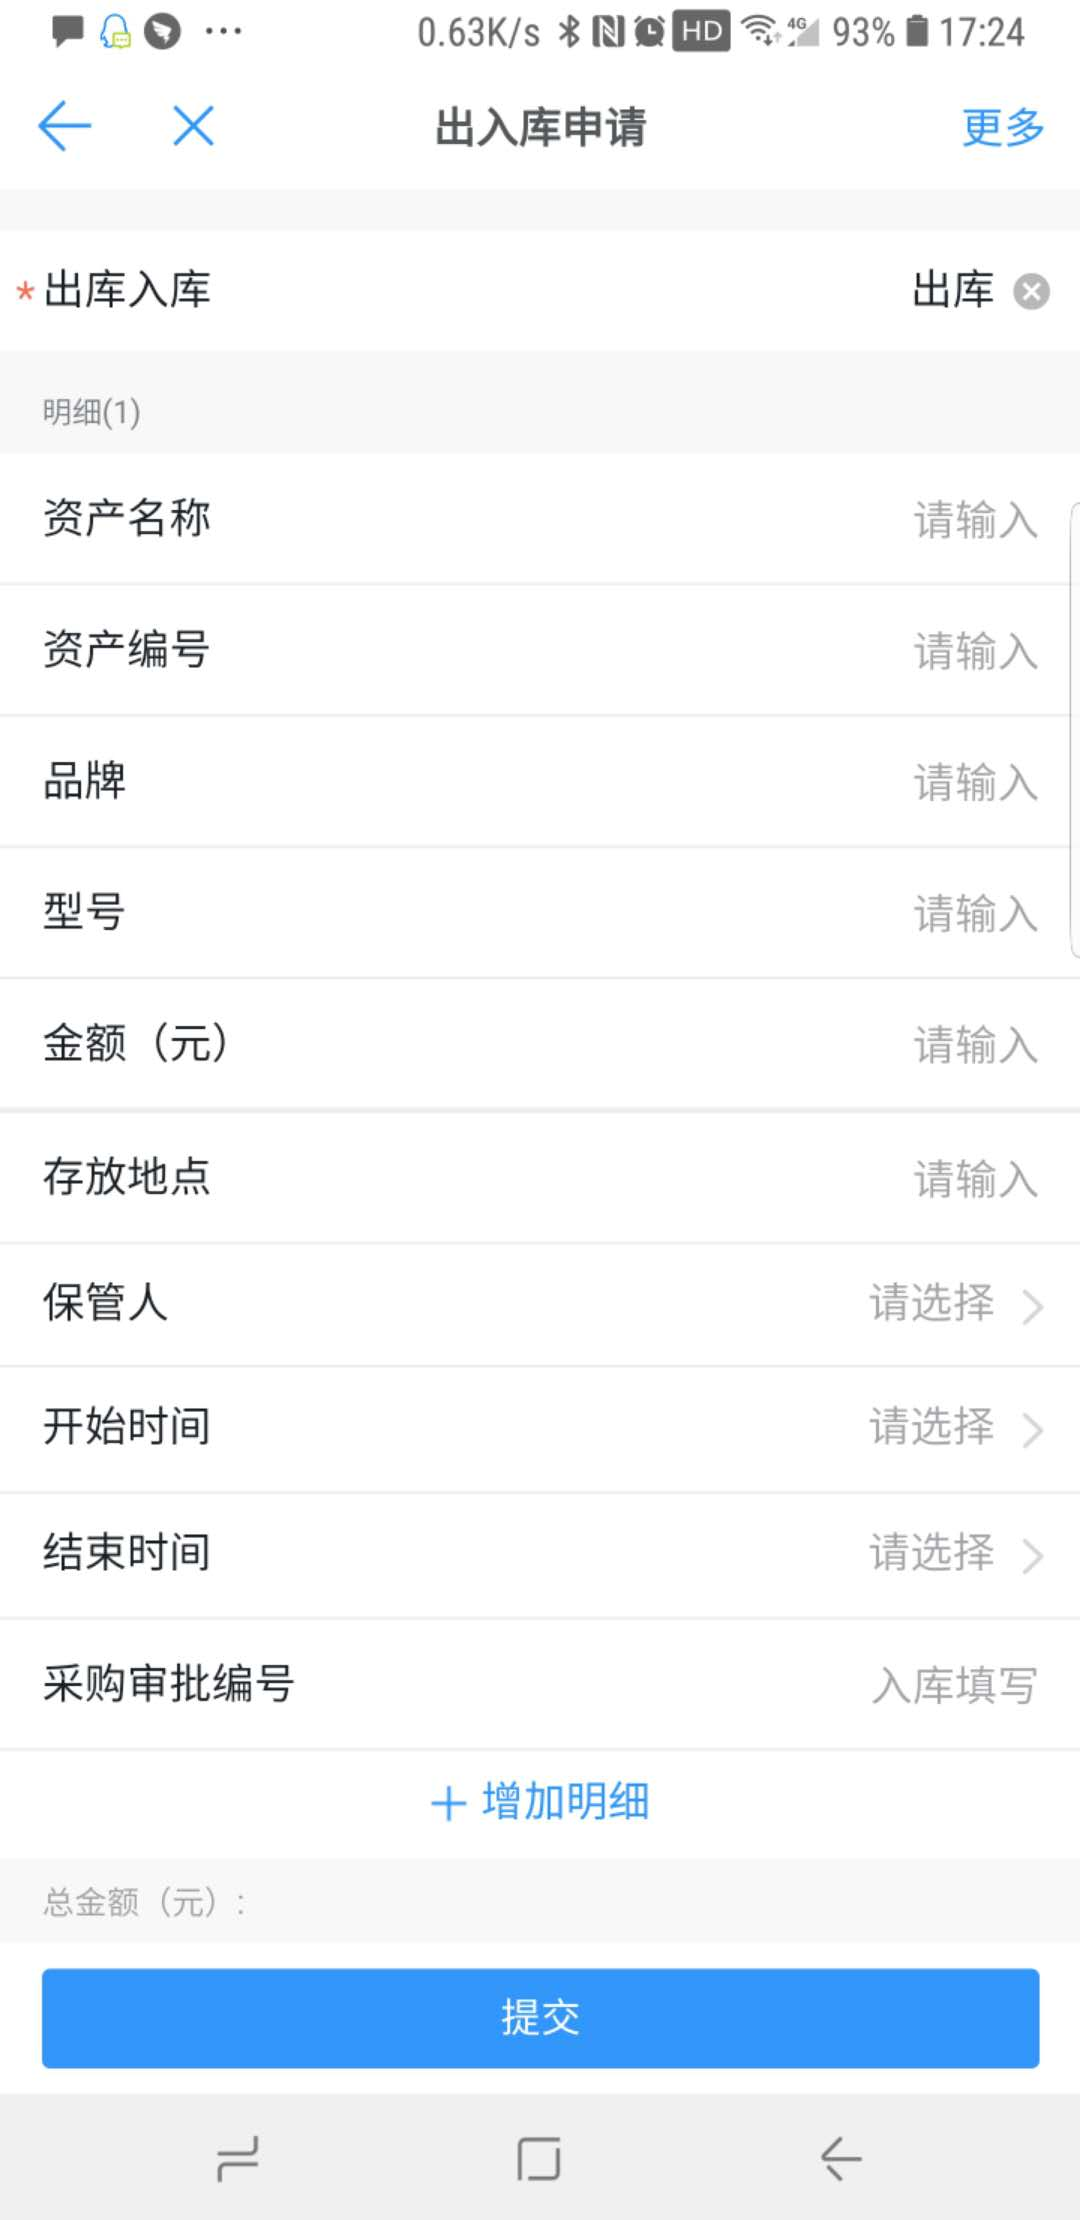 0.63K/s HD 4G 93% 17:24
出入库申请 更多
*出库入库 出库
明细(1)
资产名称 请输入
资产编号 请输入
品牌 请输入
型号 请输入
金额（元） 请输入
存放地点 请输入
保管人 请选择
开始时间 请选择
结束时间 请选择
采购审批编号 入库填写
+ 增加明细
总金额（元）:
提交